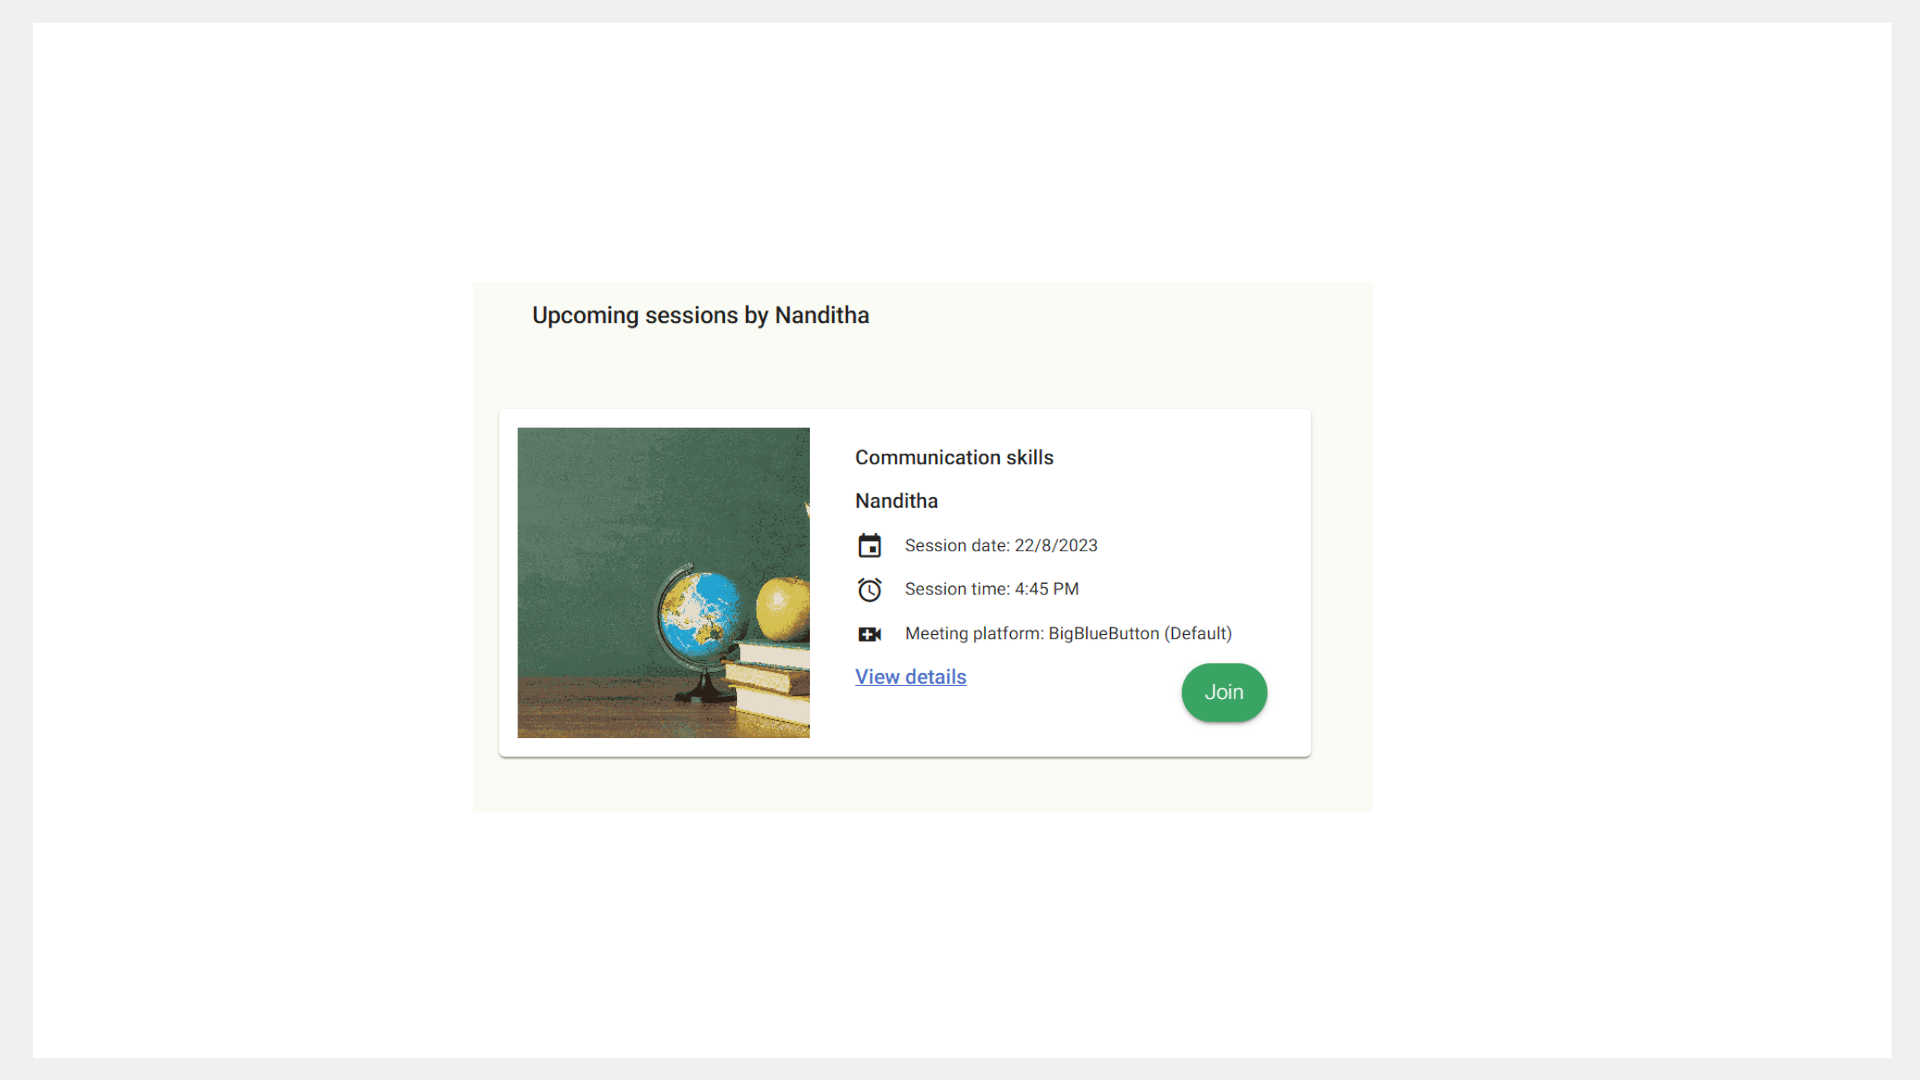 Upcoming sessions by Nanditha
Communication skills
Nanditha
Session date: 22/8/2023
Session time: 4:45 PM
Meeting platform: BigBlueButton (Default)
View details
Join